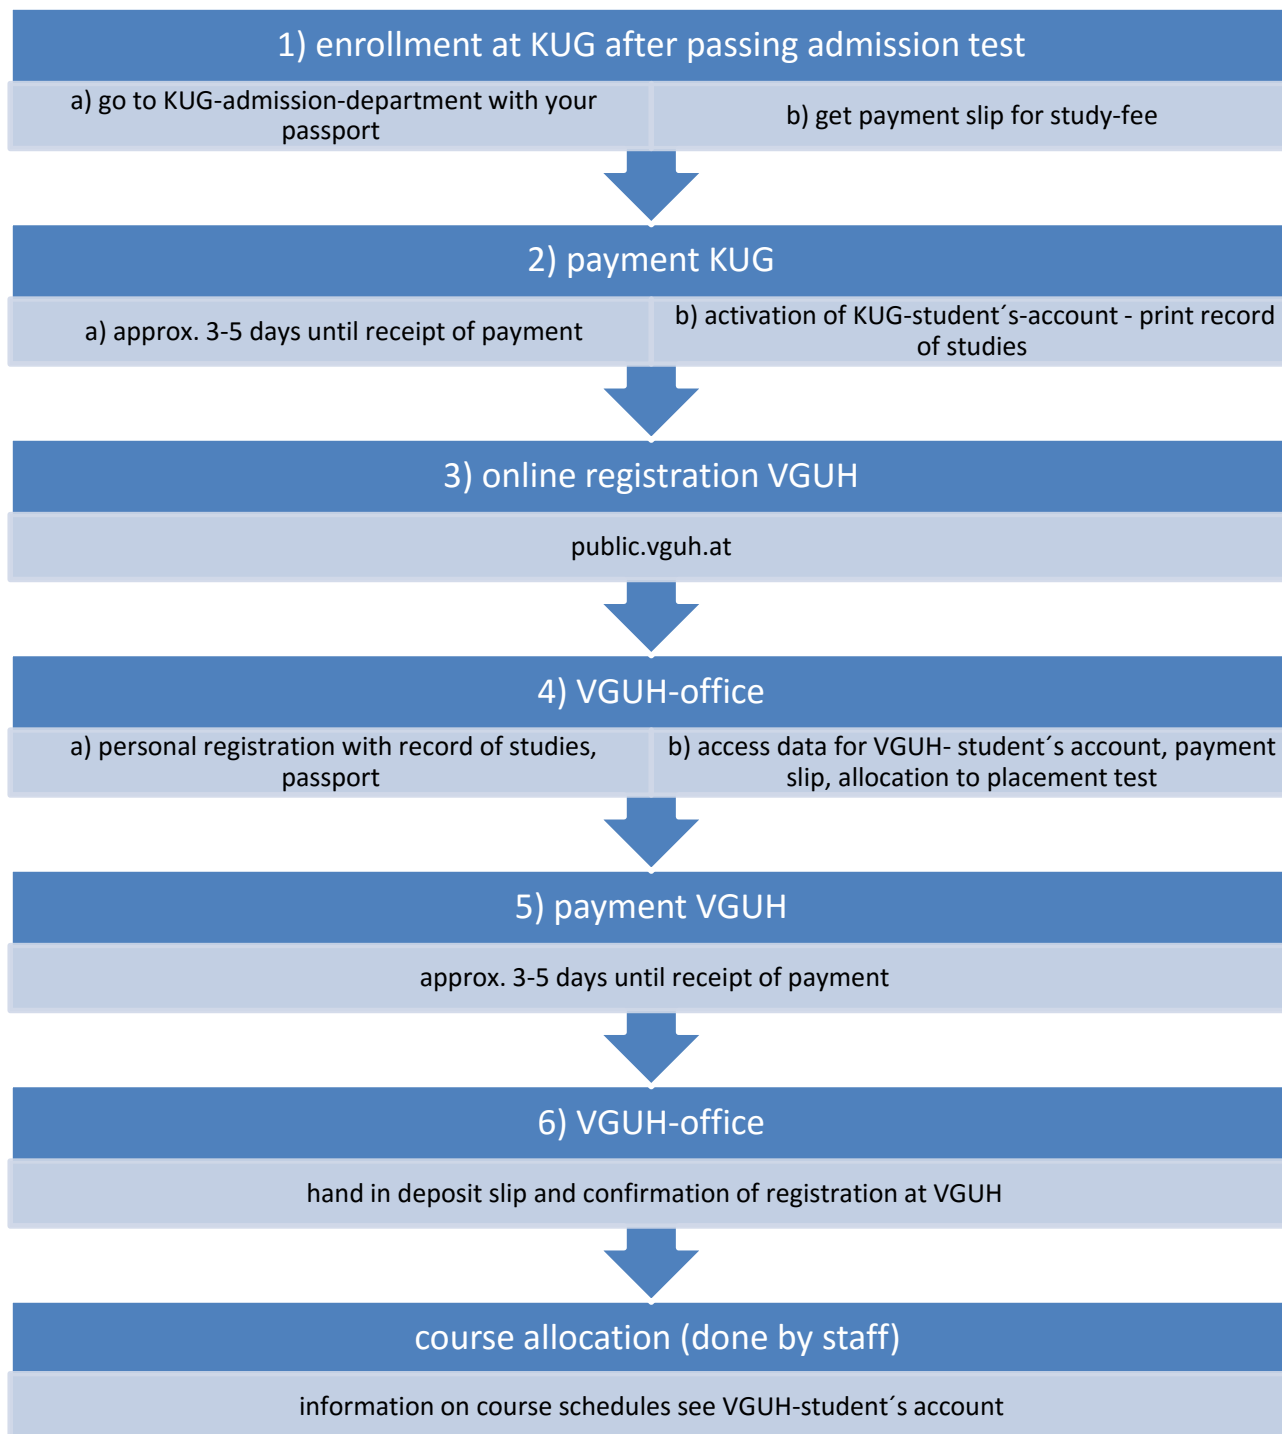 1) enrollment at KUG after passing admission test
a) go to KUG-admission-department with your
passport
b) get payment slip for study-fee
2) payment KUG
a) approx. 3-5 days until receipt of payment
b) activation of KUG-student´s-account - print record
of studies
3) online registration VGUH
public.vguh.at
4) VGUH-office
a) personal registration with record of studies,
passport
b) access data for VGUH- student´s account, payment
slip, allocation to placement test
5) payment VGUH
approx. 3-5 days until receipt of payment
6) VGUH-office
hand in deposit slip and confirmation of registration at VGUH
course allocation (done by staff)
information on course schedules see VGUH-student´s account